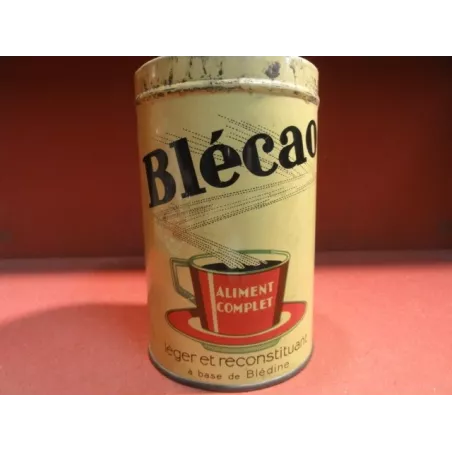 Blécao
ALIMENT
COMPLET
léger et reconstituant
à base de Blédine